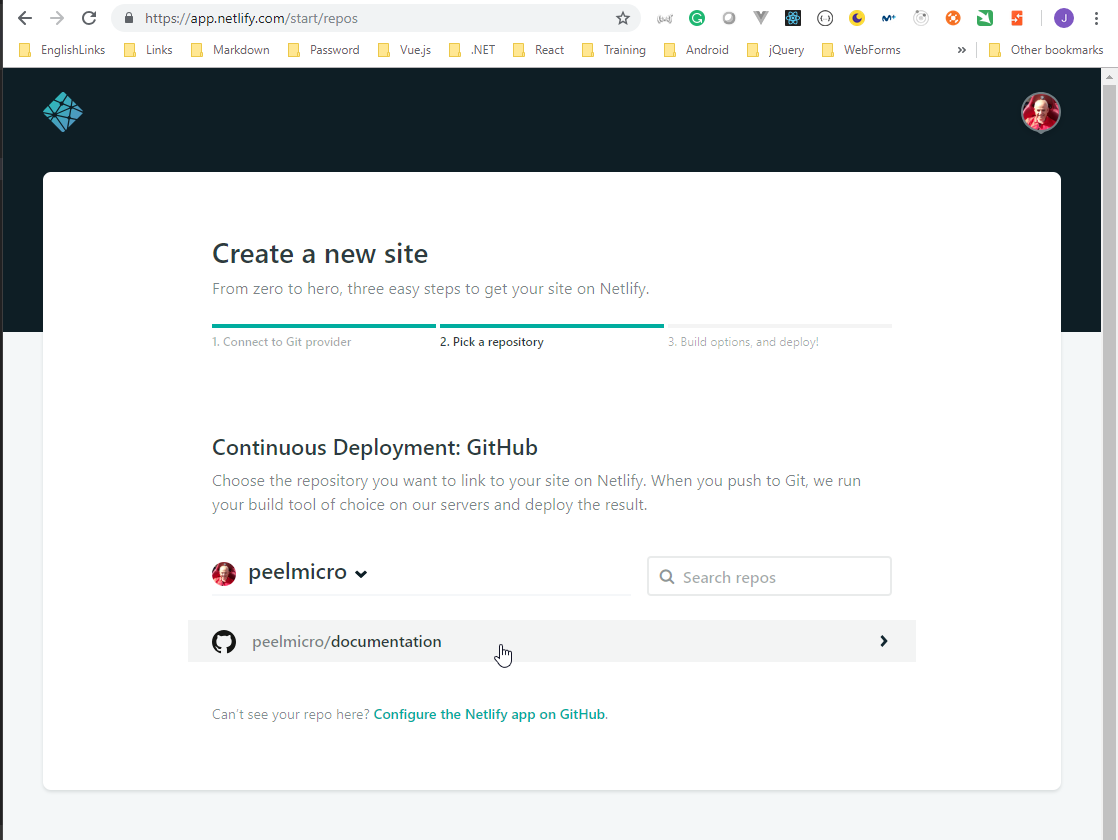 https://app.netlify.com/start/repos
J
EnglishLinks Links Markdown Password Vue.js .NET React Training Android jQuery WebForms » Other bookmarks
Create a new site
From zero to hero, three easy steps to get your site on Netlify.
1. Connect to Git provider 2. Pick a repository 3. Build options, and deploy!
Continuous Deployment: GitHub
Choose the repository you want to link to your site on Netlify. When you push to Git, we run
your build tool of choice on our servers and deploy the result.
peelmicro
Search repos
peelmicro/documentation
Can't see your repo here? Configure the Netlify app on GitHub.